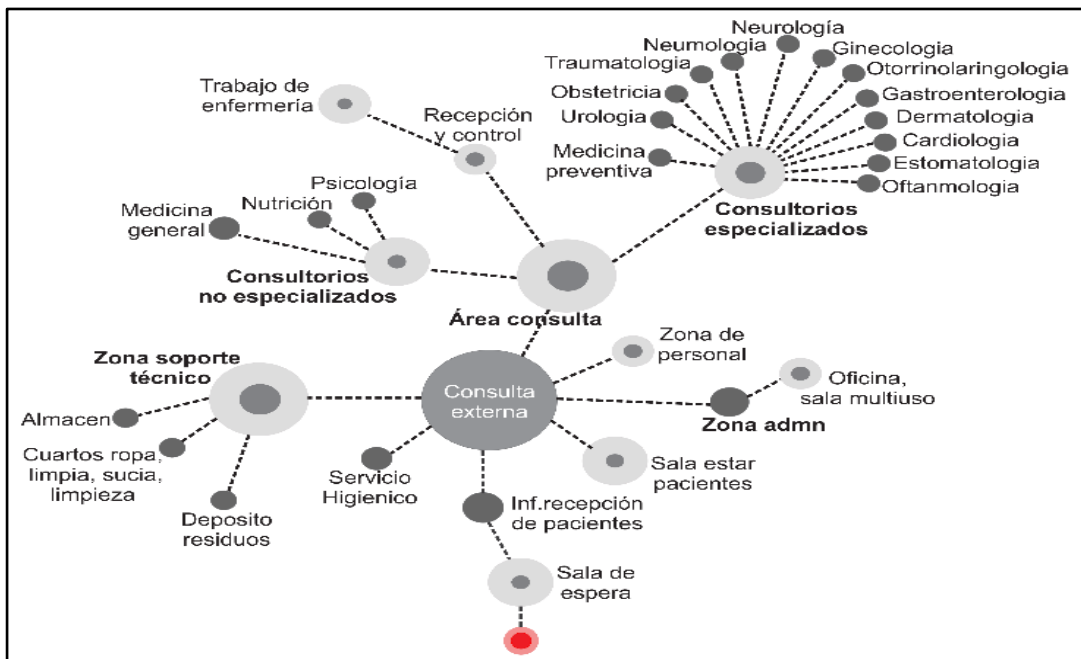 Neurología
Neumologia
Ginecologia
Traumatologia
Otorrinolaringologia
Obstetricia
Gastroenterologia
Urologia
Dermatologia
Cardiologia
Medicina
preventiva
Estomatologia
Oftanmologia
Consultorios
especializados
Trabajo de
enfermería
Recepción
y control
Psicología
Nutrición
Medicina
general
Consultorios
no especializados
Área consulta
Zona de
personal
Zona soporte
técnico
Consulta
externa
Oficina,
sala multiuso
Zona admn
Almacen
Cuartos ropa,
limpia, sucia,
limpieza
Servicio
Higienico
Sala estar
pacientes
Deposito
residuos
Inf.recepción
de pacientes
Sala de
espera